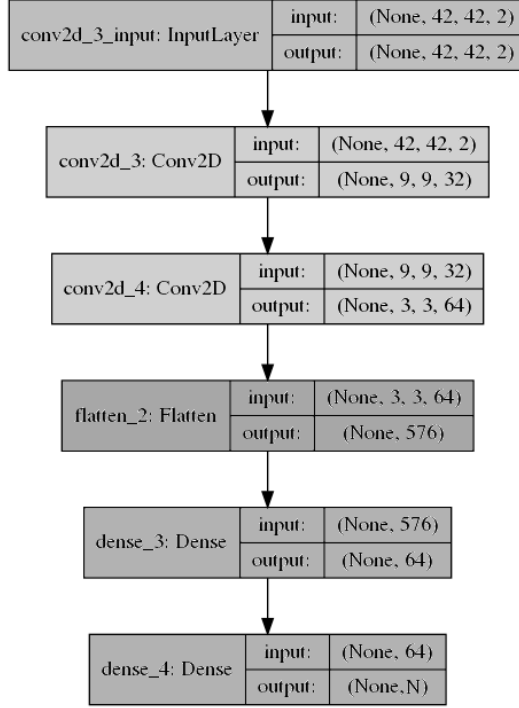 conv2d_3_input: InputLayer
input: (None, 42, 42, 2)
output: (None, 42, 42, 2)
conv2d_3: Conv2D
input: (None, 42, 42, 2)
output: (None, 9, 9, 32)
conv2d_4: Conv2D
input: (None, 9, 9, 32)
output: (None, 3, 3, 64)
flatten_2: Flatten
input: (None, 3, 3, 64)
output: (None, 576)
dense_3: Dense
input: (None, 576)
output: (None, 64)
dense_4: Dense
input: (None, 64)
output: (None,N)